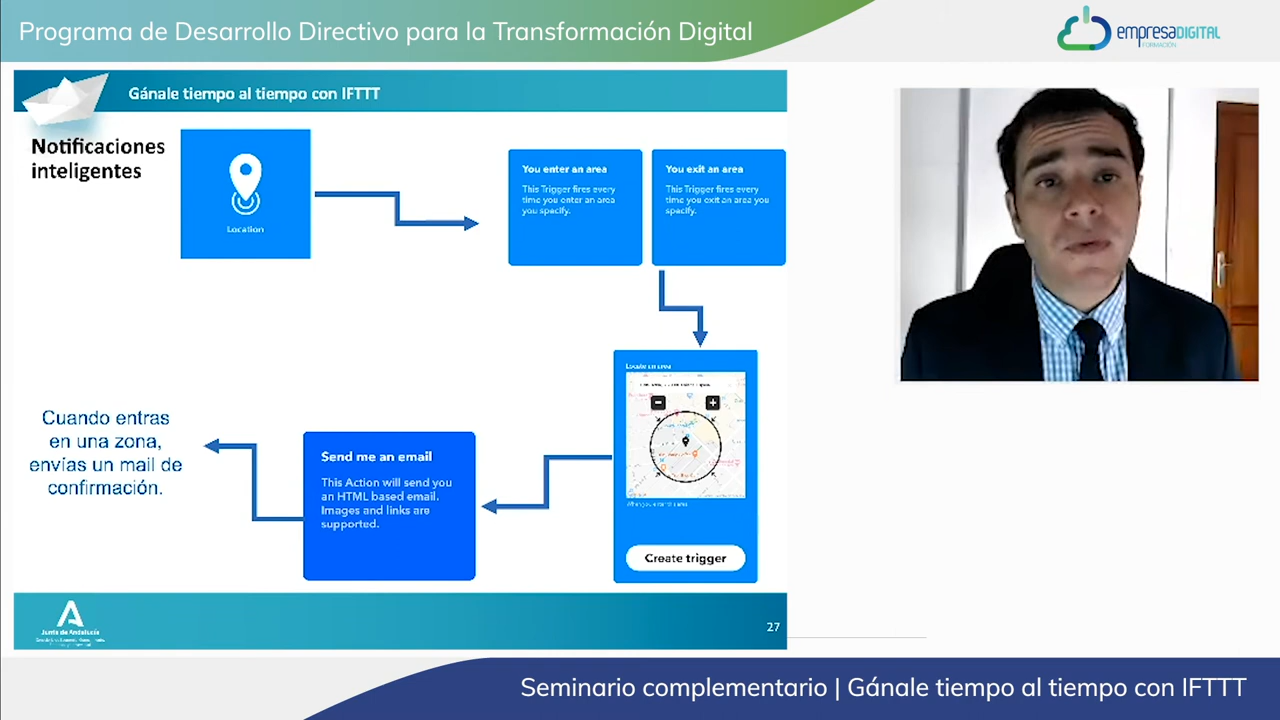 Programa de Desarrollo Directivo para la Transformación Digital
empresaDIGITAL
FORMACIÓN
Gánale tiempo al tiempo con IFTTT
Notificaciones
inteligentes
Location
You enter an area
This Trigger fires every
time you enter an area
you specify.
You exit an area
This Trigger fires every
time you exit an area you
specify.
Locate an area
Create trigger
Send me an email
This Action will send you
an HTML based email.
Images and links are
supported.
Cuando entras
en una zona,
envías un mail de
confirmación.
Junta de Andalucía
27
Seminario complementario | Gánale tiempo al tiempo con IFTTT